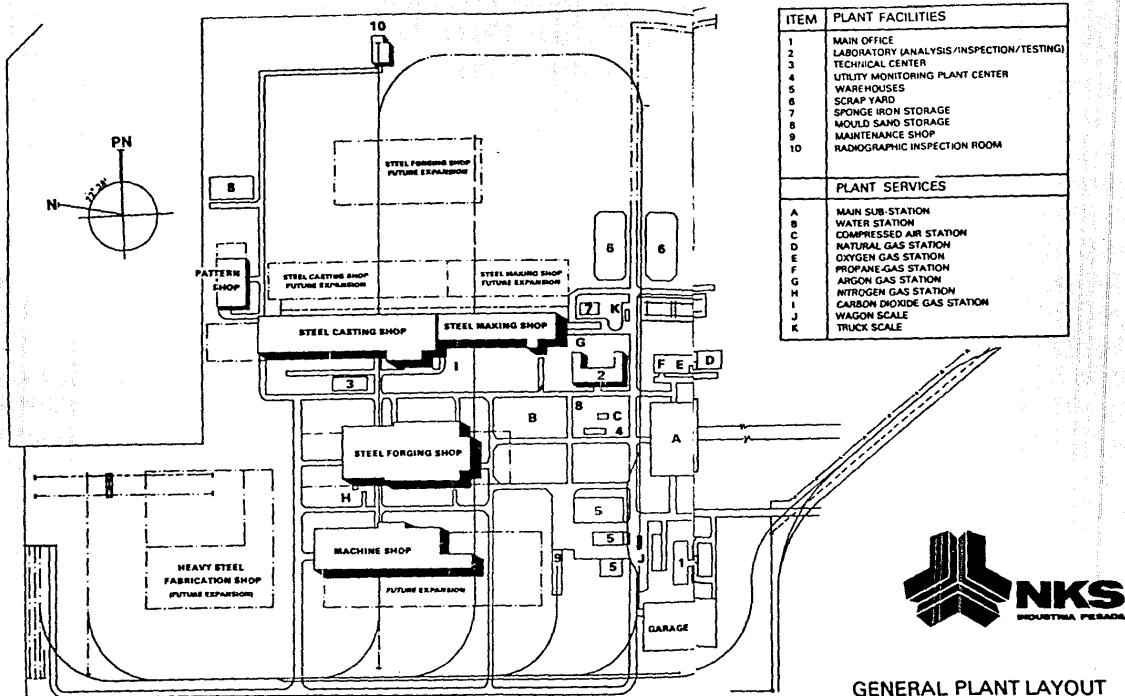 10
PN
N
22° 38'
8
STEEL FORGING SHOP
FUTURE EXPANSION
6
6
PATTERN
SHOP
STEEL CASTING SHOP
FUTURE EXPANSION
STEEL MAKING SHOP
FUTURE EXPANSION
7
K
STEEL CASTING SHOP
STEEL MAKING SHOP
G
I
2
F
E
D
3
B
8
C
4
A
STEEL FORGING SHOP
H
5
5
5
J
9
1
MACHINE SHOP
FUTURE EXPANSION
HEAVY STEEL
FABRICATION SHOP
(FUTURE EXPANSION)
GARAGE
ITEM PLANT FACILITIES
1 MAIN OFFICE
2 LABORATORY (ANALYSIS/INSPECTION/TESTING)
3 TECHNICAL CENTER
4 UTILITY MONITORING PLANT CENTER
5 WAREHOUSES
6 SCRAP YARD
7 SPONGE IRON STORAGE
8 MOULD SAND STORAGE
9 MAINTENANCE SHOP
10 RADIOGRAPHIC INSPECTION ROOM
PLANT SERVICES
A MAIN SUB-STATION
B WATER STATION
C COMPRESSED AIR STATION
D NATURAL GAS STATION
E OXYGEN GAS STATION
F PROPANE-GAS STATION
G ARGON GAS STATION
H NITROGEN GAS STATION
I CARBON DIOXIDE GAS STATION
J WAGON SCALE
K TRUCK SCALE
NKS
INDUSTRIA PESADA
GENERAL PLANT LAYOUT